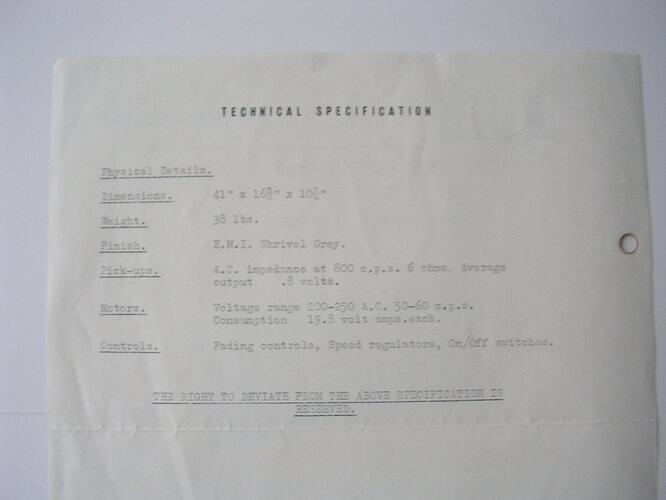 TECHNICAL SPECIFICATION
Physical Details.
Dimensions. 41" x 16⅝" x 10¼"
Weight. 38 lbs.
Finish. E.M.I. Shrivel Grey.
Pick-ups. A.C. impedance at 800 c.p.s. 6 ohms. Average
output .8 volts.
Motors. Voltage range 200-250 A.C. 50-60 c.p.s.
Consumption 19.8 volt amps.each.
Controls. Fading controls, Speed regulators, On/Off switches.
THE RIGHT TO DEVIATE FROM THE ABOVE SPECIFICATION IS
RESERVED.